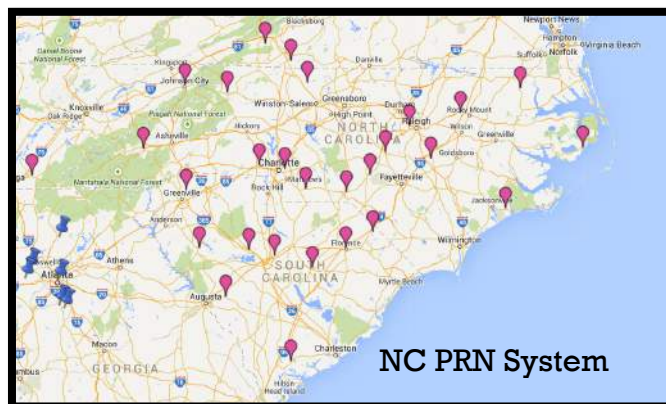 Blacksburg
Newport News
Hampton
Virginia Beach
Norfolk
Suffolk
Daniel Boone
National Forest
Kingsport
Johnson City
Danville
Knoxville
Oak Ridge
Winston-Salem
Greensboro
High Point
Durham
Rocky Mount
Pisgah National Forest
Raleigh
Wilson
Greenville
Asheville
Hickory
NORTH
CAROLINA
Goldsboro
Charlotte
Nantahala National Forest
Greenville
Rock Hill
Fayetteville
Jacksonville
Anderson
Wilmington
Florence
Athens
Atlanta
SOUTH
CAROLINA
Myrtle Beach
Augusta
Macon
GEORGIA
Charleston
Hilton
Head Island
NC PRN System